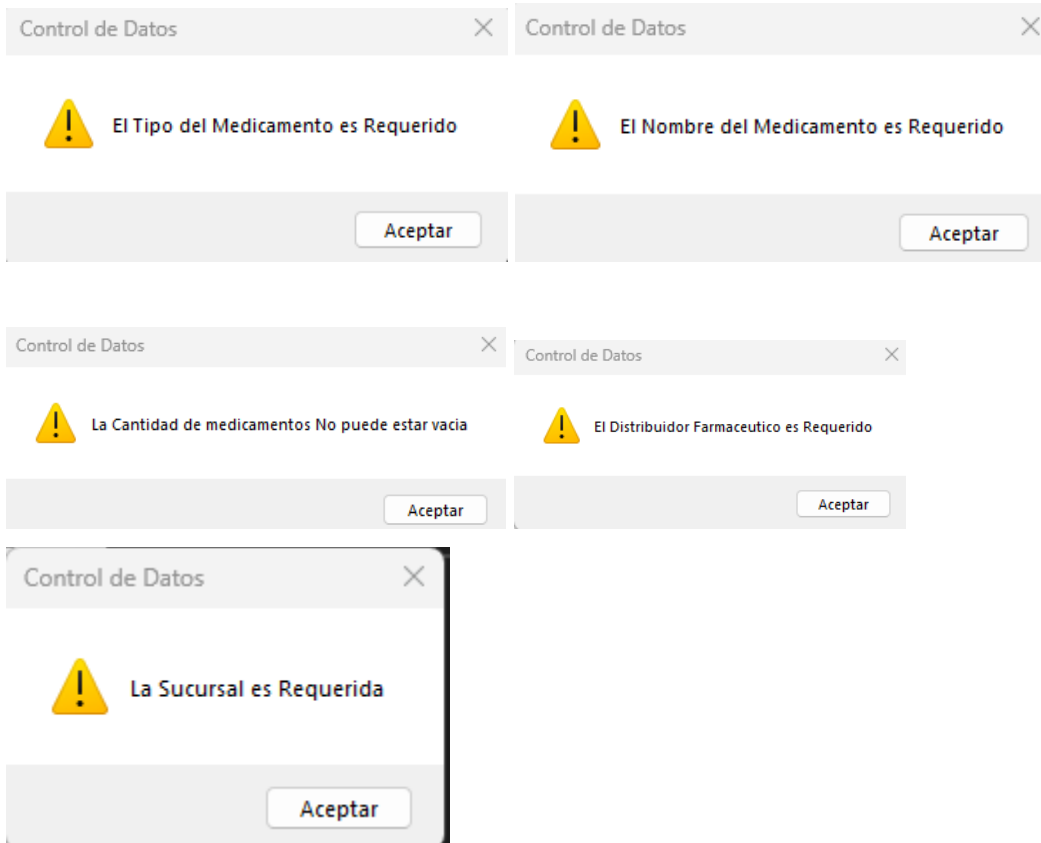 Control de Datos
El Tipo del Medicamento es Requerido
Aceptar
Control de Datos
El Nombre del Medicamento es Requerido
Aceptar
Control de Datos
La Cantidad de medicamentos No puede estar vacia
Aceptar
Control de Datos
El Distribuidor Farmaceutico es Requerido
Aceptar
Control de Datos
La Sucursal es Requerida
Aceptar